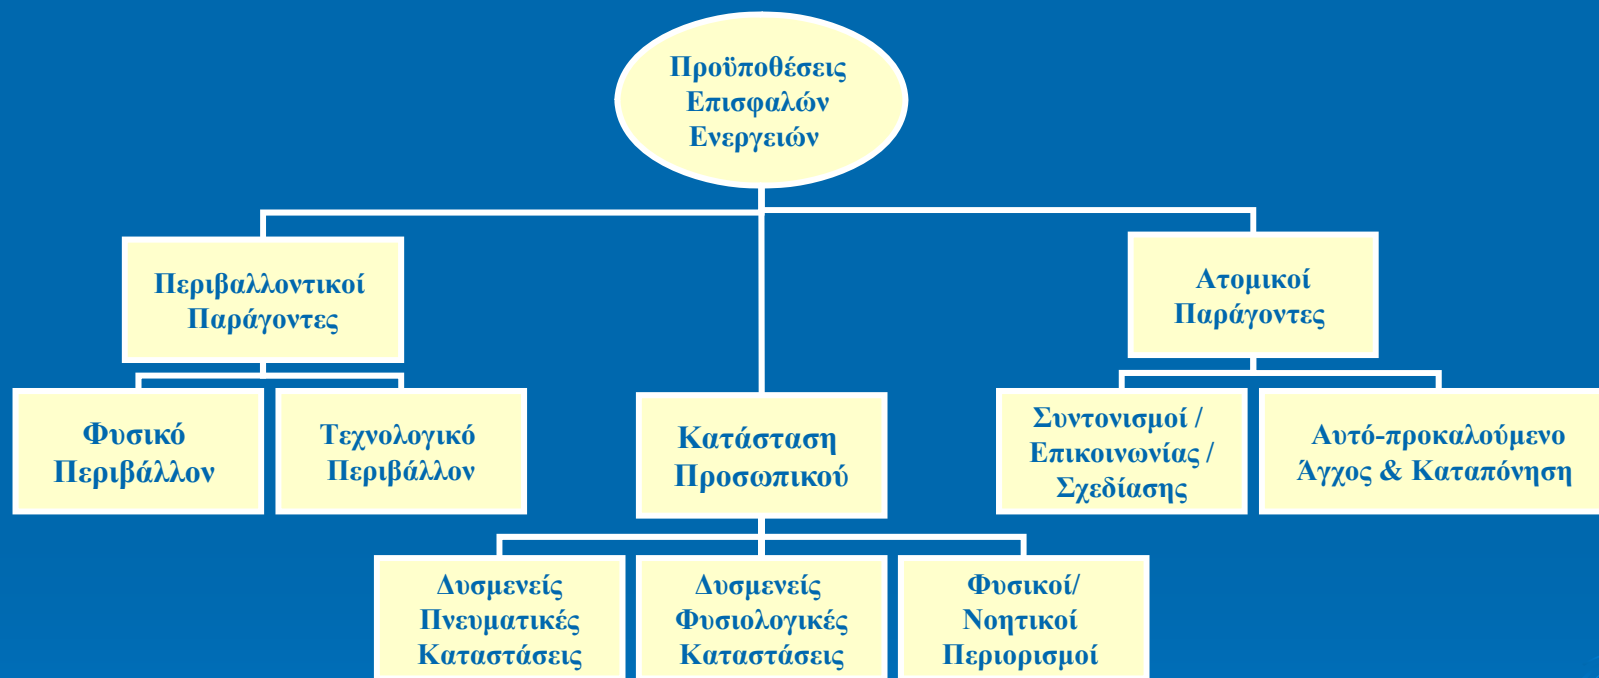 Προϋποθέσεις
Επισφαλών
Ενεργειών
Περιβαλλοντικοί
Παράγοντες
Ατομικοί
Παράγοντες
Φυσικό
Περιβάλλον
Τεχνολογικό
Περιβάλλον
Κατάσταση
Προσωπικού
Συντονισμοί /
Επικοινωνίας /
Σχεδίασης
Αυτό-προκαλούμενο
Άγχος & Καταπόνηση
Δυσμενείς
Πνευματικές
Καταστάσεις
Δυσμενείς
Φυσιολογικές
Καταστάσεις
Φυσικοί/
Νοητικοί
Περιορισμοί